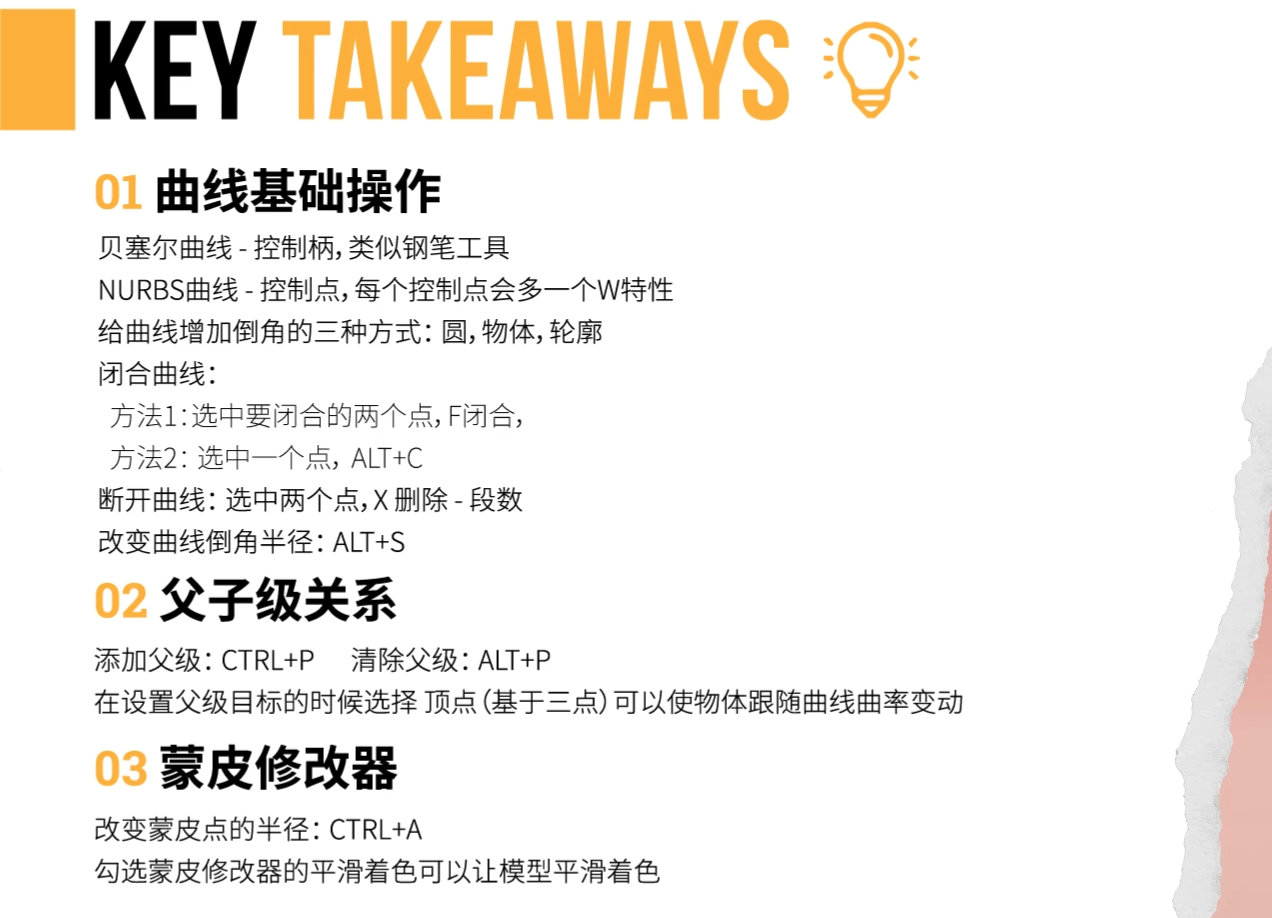 KEY TAKEAWAYS
01 曲线基础操作
贝塞尔曲线 - 控制柄，类似钢笔工具
NURBS曲线 - 控制点，每个控制点会多一个W特性
给曲线增加倒角的三种方式：圆，物体，轮廓
闭合曲线：
方法1：选中要闭合的两个点，F闭合，
方法2：选中一个点，ALT+C
断开曲线：选中两个点，X 删除 - 段数
改变曲线倒角半径：ALT+S
02 父子级关系
添加父级：CTRL+P 清除父级：ALT+P
在设置父级目标的时候选择 顶点（基于三点）可以使物体跟随曲线曲率变动
03 蒙皮修改器
改变蒙皮点的半径：CTRL+A
勾选蒙皮修改器的平滑着色可以让模型平滑着色